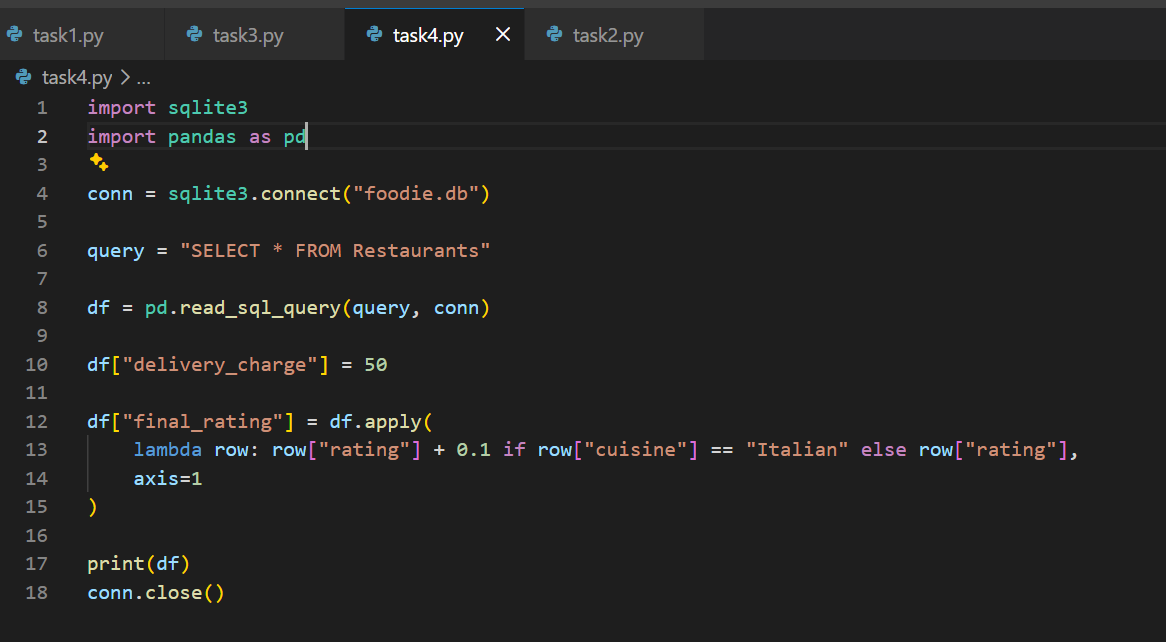 task1.py task3.py task4.py task2.py
task4.py > ...
1 import sqlite3
2 import pandas as pd
3
4 conn = sqlite3.connect("foodie.db")
5
6 query = "SELECT * FROM Restaurants"
7
8 df = pd.read_sql_query(query, conn)
9
10 df["delivery_charge"] = 50
11
12 df["final_rating"] = df.apply(
13     lambda row: row["rating"] + 0.1 if row["cuisine"] == "Italian" else row["rating"],
14     axis=1
15 )
16
17 print(df)
18 conn.close()